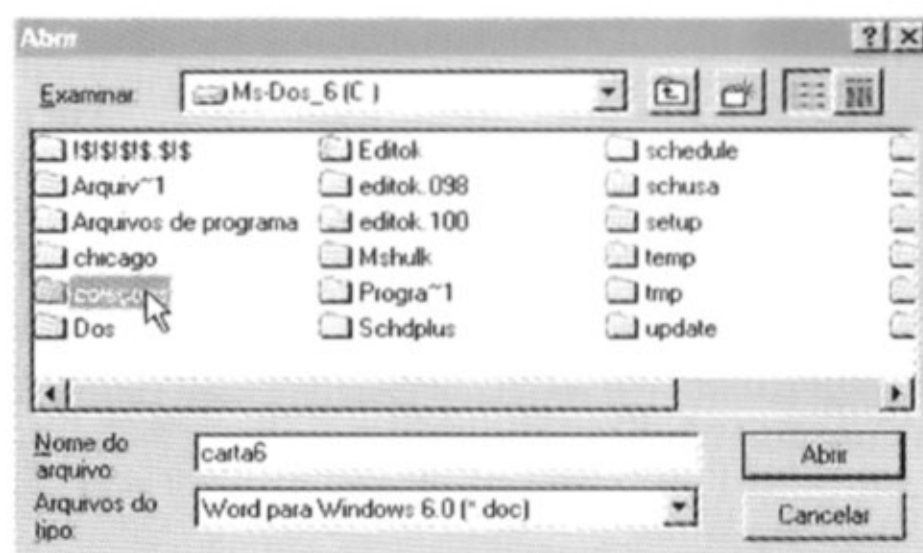 Abrir
Examinar: Ms-Dos_6 (C:)
!$!$!$!$.$!$ Editok schedule
Arquiv~1 editok.098 schusa
Arquivos de programa editok.100 setup
chicago Mshulk temp
Progra~1 tmp
Dos Schdplus update
Nome do arquivo: carta6 Abrir
Arquivos do tipo: Word para Windows 6.0 (*.doc) Cancelar